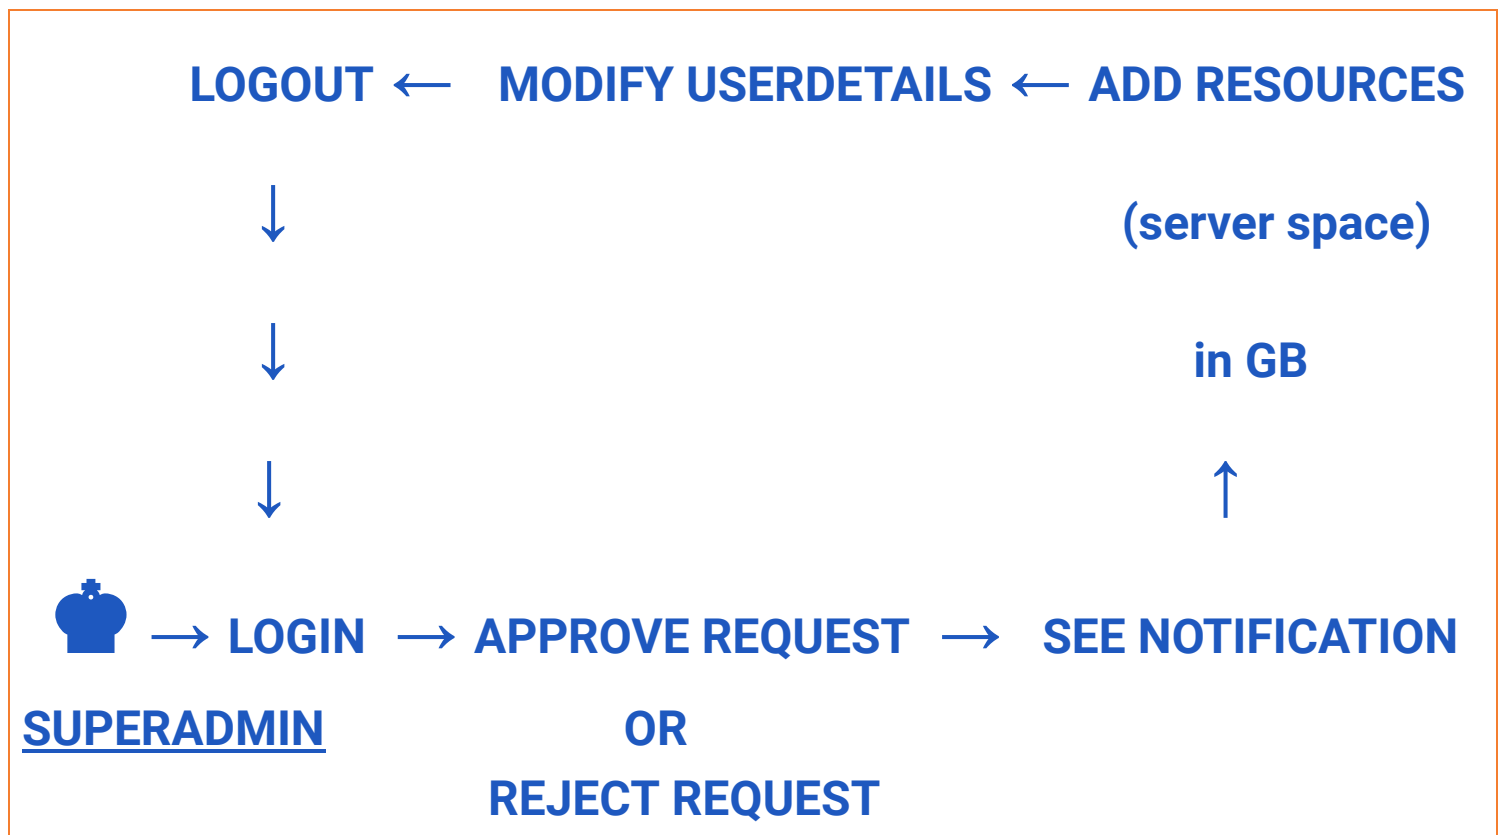 LOGOUT ← MODIFY USERDETAILS ← ADD RESOURCES
↓ (server space)
↓ in GB
↓ ↑
→ LOGIN → APPROVE REQUEST → SEE NOTIFICATION
SUPERADMIN OR
REJECT REQUEST